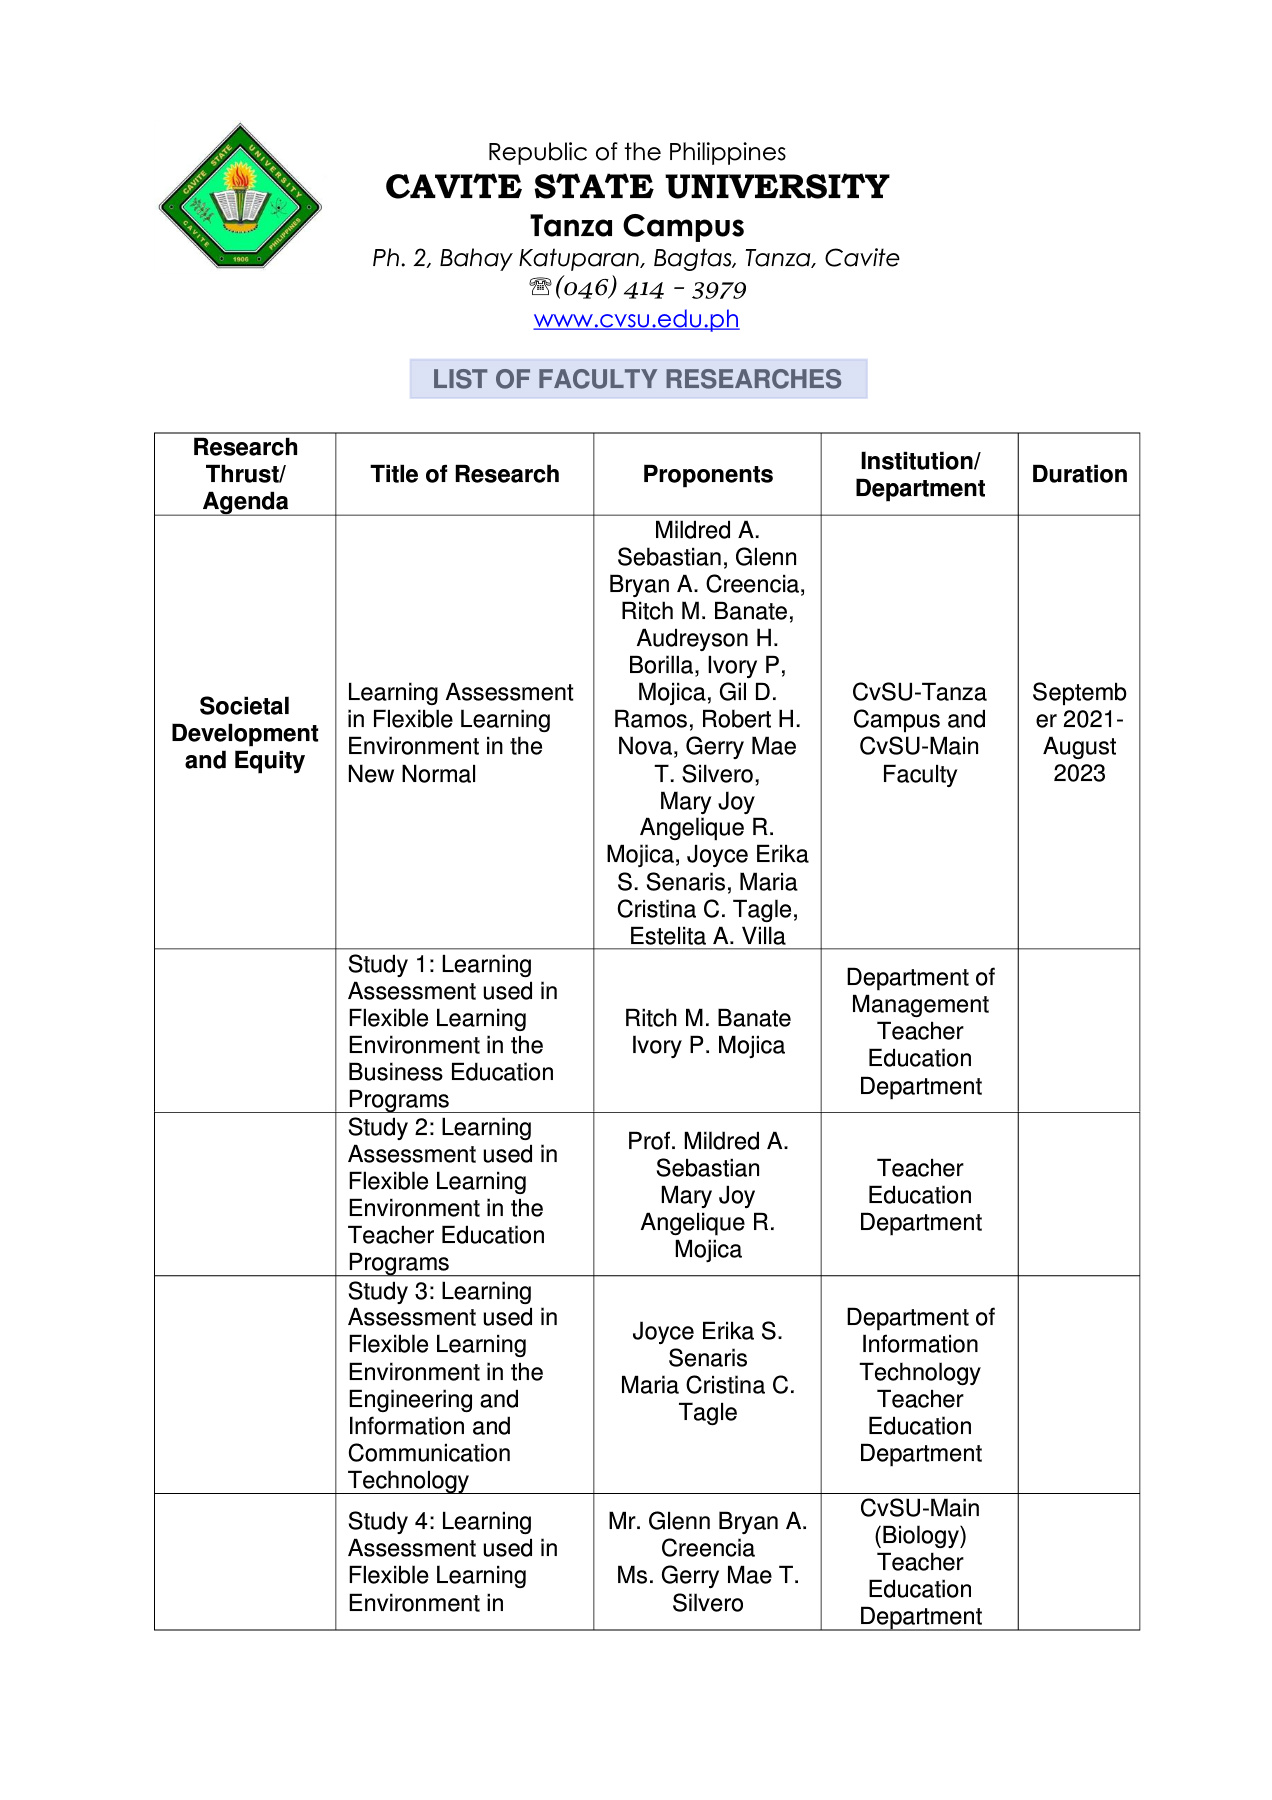 CAVITE STATE UNIVERSITY
CAVITE PHILIPPINES
1906
Republic of the Philippines
CAVITE STATE UNIVERSITY
Tanza Campus
Ph. 2, Bahay Katuparan, Bagtas, Tanza, Cavite
☏(046) 414 - 3979
www.cvsu.edu.ph
LIST OF FACULTY RESEARCHES
Research
Thrust/
Agenda
Title of Research
Proponents
Institution/
Department
Duration
Societal
Development
and Equity
Learning Assessment
in Flexible Learning
Environment in the
New Normal
Mildred A.
Sebastian, Glenn
Bryan A. Creencia,
Ritch M. Banate,
Audreyson H.
Borilla, Ivory P,
Mojica, Gil D.
Ramos, Robert H.
Nova, Gerry Mae
T. Silvero,
Mary Joy
Angelique R.
Mojica, Joyce Erika
S. Senaris, Maria
Cristina C. Tagle,
Estelita A. Villa
CvSU-Tanza
Campus and
CvSU-Main
Faculty
Septemb
er 2021-
August
2023
Study 1: Learning
Assessment used in
Flexible Learning
Environment in the
Business Education
Programs
Ritch M. Banate
Ivory P. Mojica
Department of
Management
Teacher
Education
Department
Study 2: Learning
Assessment used in
Flexible Learning
Environment in the
Teacher Education
Programs
Prof. Mildred A.
Sebastian
Mary Joy
Angelique R.
Mojica
Teacher
Education
Department
Study 3: Learning
Assessment used in
Flexible Learning
Environment in the
Engineering and
Information and
Communication
Technology
Joyce Erika S.
Senaris
Maria Cristina C.
Tagle
Department of
Information
Technology
Teacher
Education
Department
Study 4: Learning
Assessment used in
Flexible Learning
Environment in
Mr. Glenn Bryan A.
Creencia
Ms. Gerry Mae T.
Silvero
CvSU-Main
(Biology)
Teacher
Education
Department